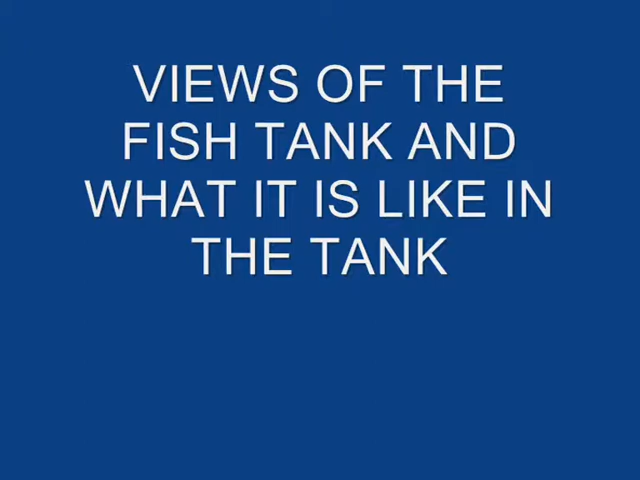 VIEWS OF THE
FISH TANK AND
WHAT IT IS LIKE IN
THE TANK